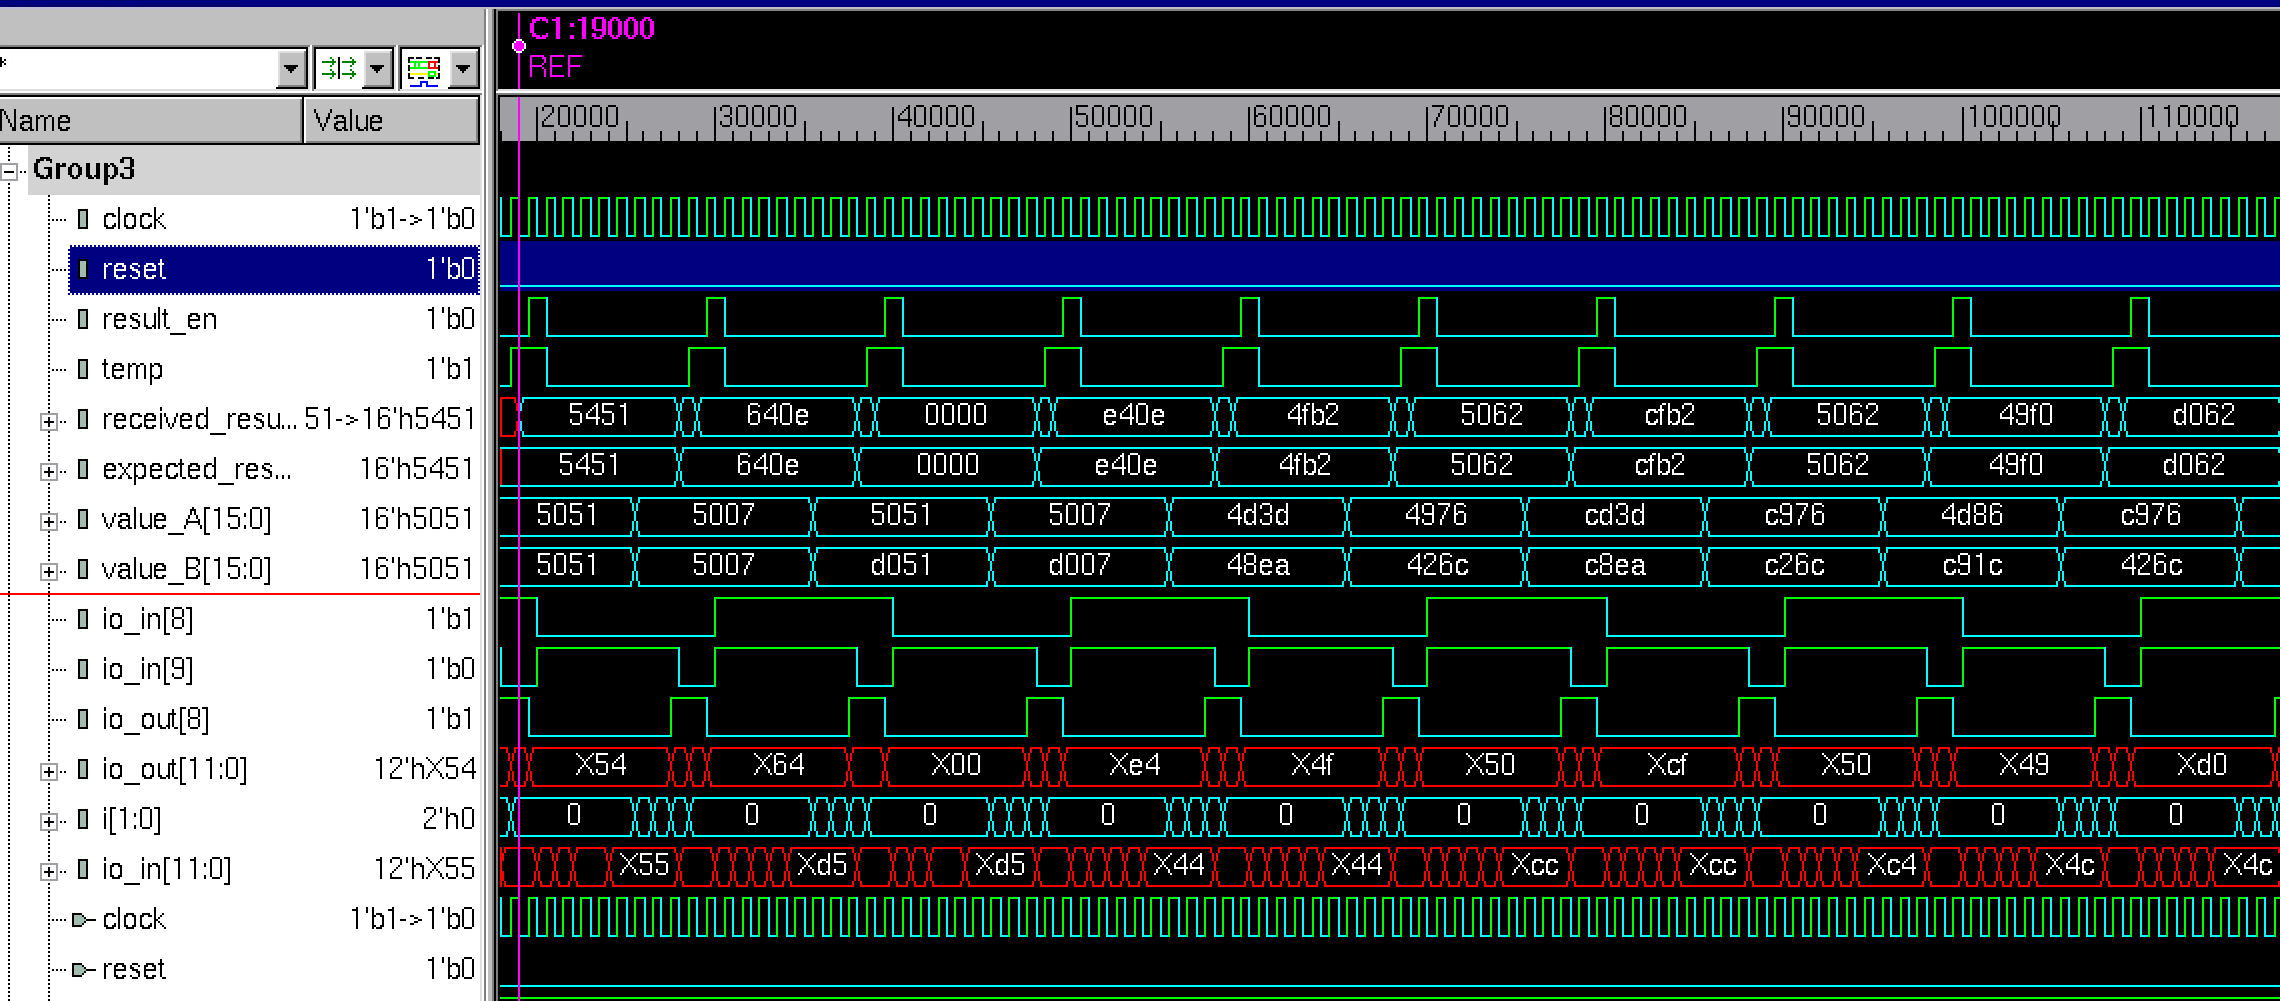 C1:19000
REF
*
Name Value
20000 30000 40000 50000 60000 70000 80000 90000 100000 110000
Group3
clock 1'b1->1'b0
reset 1'b0
result_en 1'b0
temp 1'b1
received_resu... 51->16'h5451 5451 640e 0000 e40e 4fb2 5062 cfb2 5062 49f0 d062
expected_res... 16'h5451 5451 640e 0000 e40e 4fb2 5062 cfb2 5062 49f0 d062
value_A[15:0] 16'h5051 5051 5007 5051 5007 4d3d 4976 cd3d c976 4d86 c976
value_B[15:0] 16'h5051 5051 5007 d051 d007 48ea 426c c8ea c26c c91c 426c
io_in[8] 1'b1
io_in[9] 1'b0
io_out[8] 1'b1
io_out[11:0] 12'hX54 X54 X64 X00 Xe4 X4f X50 Xcf X50 X49 Xd0
i[1:0] 2'h0 0 0 0 0 0 0 0 0 0 0
io_in[11:0] 12'hX55 X55 Xd5 Xd5 X44 X44 Xcc Xcc Xc4 X4c X4c
clock 1'b1->1'b0
reset 1'b0